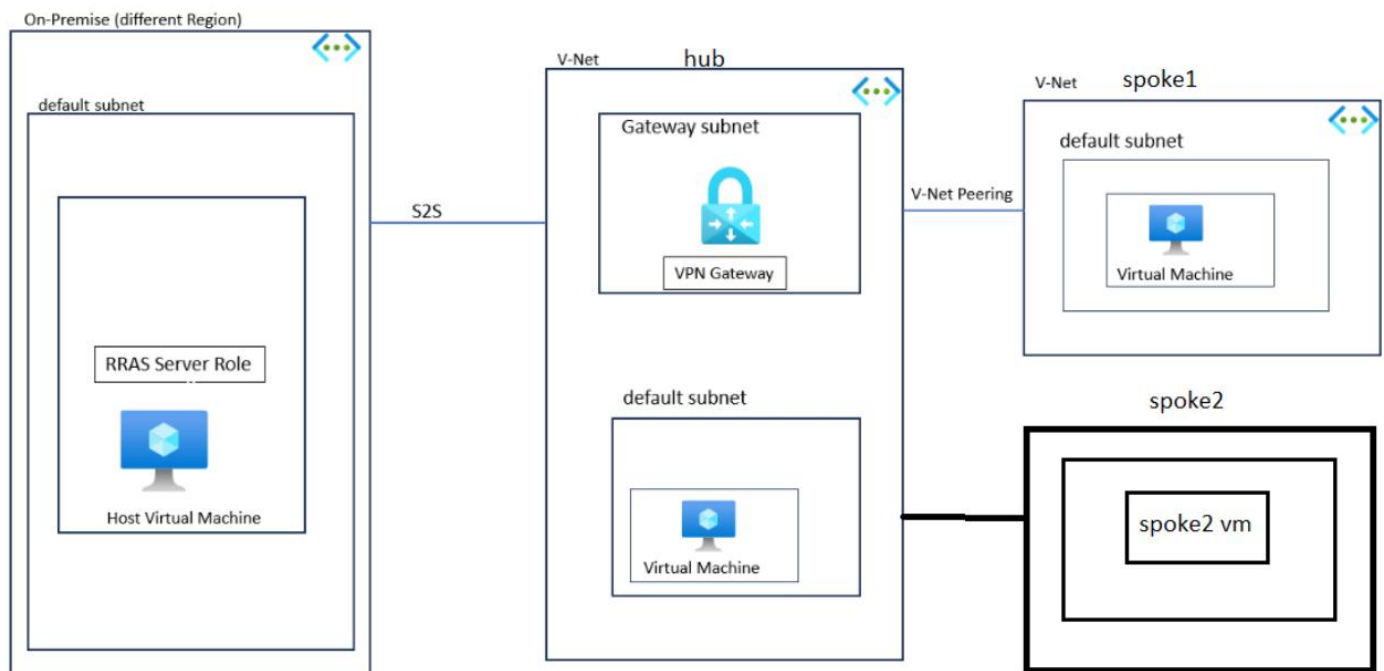 On-Premise (different Region)
default subnet
RRAS Server Role
Host Virtual Machine
S2S
V-Net
hub
Gateway subnet
VPN Gateway
default subnet
Virtual Machine
V-Net Peering
V-Net
spoke1
default subnet
Virtual Machine
spoke2
spoke2 vm